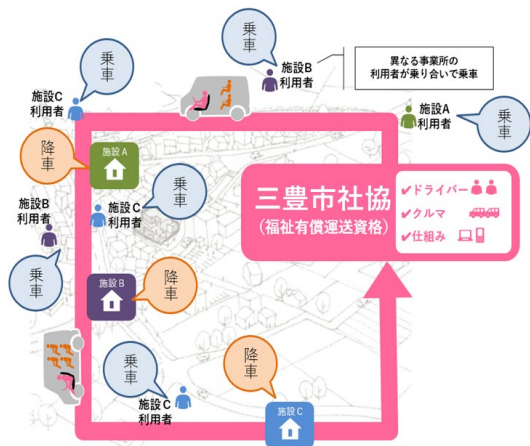 乗車
施設B
利用者
異なる事業所の
利用者が乗り合いで乗車
乗車
施設C
利用者
施設A
利用者
乗車
降車
施設A
乗車
施設C
利用者
施設B
利用者
乗車
三豊市社協
(福祉有償運送資格)
✔ドライバー
✔クルマ
✔仕組み
施設B
降車
乗車
施設C
利用者
降車
施設C